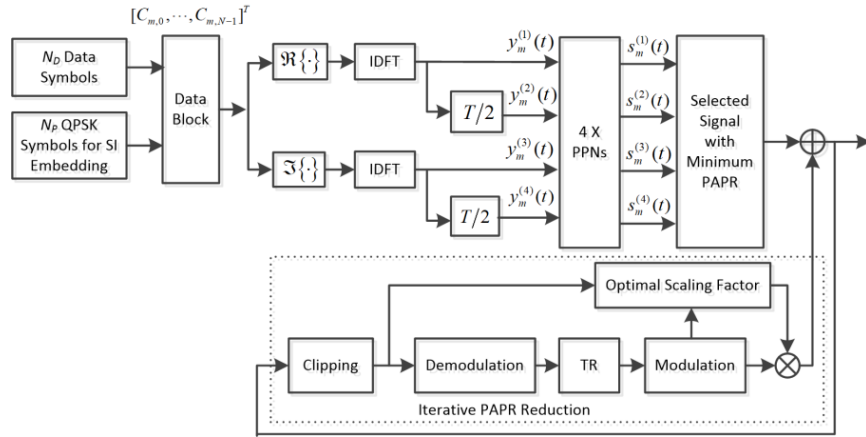 [C_{m,0}, ⋯, C_{m,N-1}]^T
N_D Data
Symbols
N_P QPSK
Symbols for SI
Embedding
Data
Block
ℜ{·}
IDFT
T/2
ℑ{·}
IDFT
T/2
y_m^{(1)}(t)
y_m^{(2)}(t)
y_m^{(3)}(t)
y_m^{(4)}(t)
4 X
PPNs
s_m^{(1)}(t)
s_m^{(2)}(t)
s_m^{(3)}(t)
s_m^{(4)}(t)
Selected
Signal
with
Minimum
PAPR
Optimal Scaling Factor
Clipping
Demodulation
TR
Modulation
Iterative PAPR Reduction